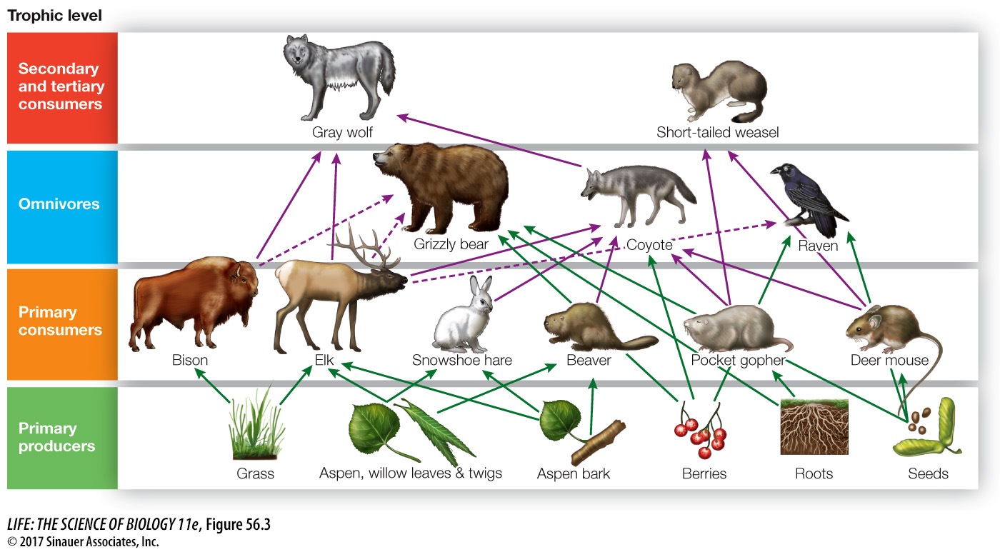 Trophic level
Secondary
and tertiary
consumers
Gray wolf
Short-tailed weasel
Omnivores
Grizzly bear
Coyote
Raven
Primary
consumers
Bison
Elk
Snowshoe hare
Beaver
Pocket gopher
Deer mouse
Primary
producers
Grass
Aspen, willow leaves & twigs
Aspen bark
Berries
Roots
Seeds
LIFE: THE SCIENCE OF BIOLOGY 11e, Figure 56.3
© 2017 Sinauer Associates, Inc.